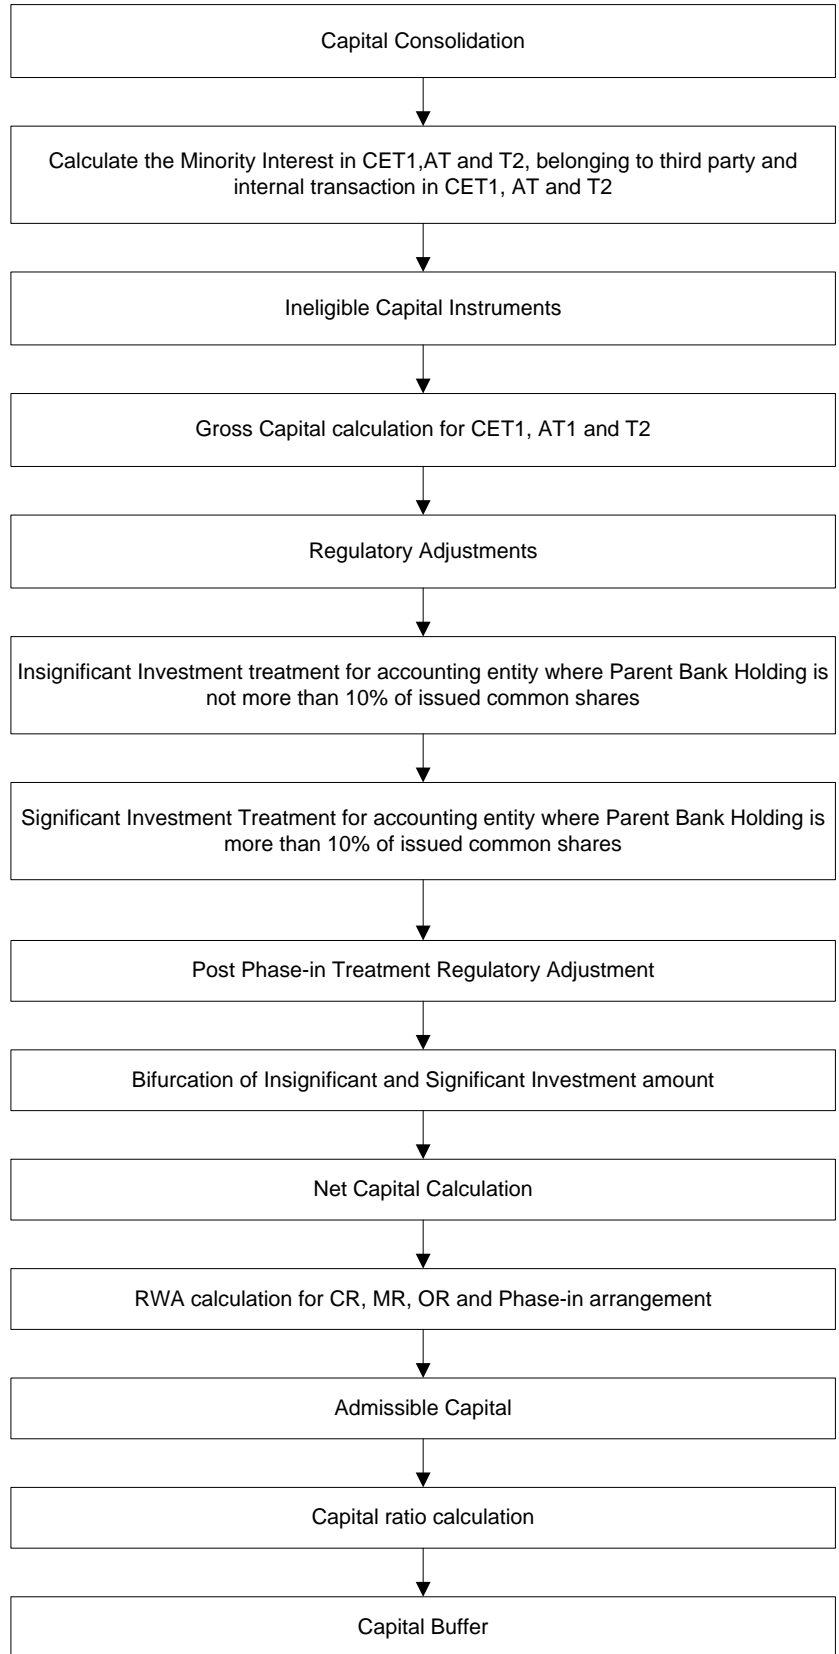 Capital Consolidation
Calculate the Minority Interest in CET1,AT and T2, belonging to third party and
internal transaction in CET1, AT and T2
Ineligible Capital Instruments
Gross Capital calculation for CET1, AT1 and T2
Regulatory Adjustments
Insignificant Investment treatment for accounting entity where Parent Bank Holding is
not more than 10% of issued common shares
Significant Investment Treatment for accounting entity where Parent Bank Holding is
more than 10% of issued common shares
Post Phase-in Treatment Regulatory Adjustment
Bifurcation of Insignificant and Significant Investment amount
Net Capital Calculation
RWA calculation for CR, MR, OR and Phase-in arrangement
Admissible Capital
Capital ratio calculation
Capital Buffer